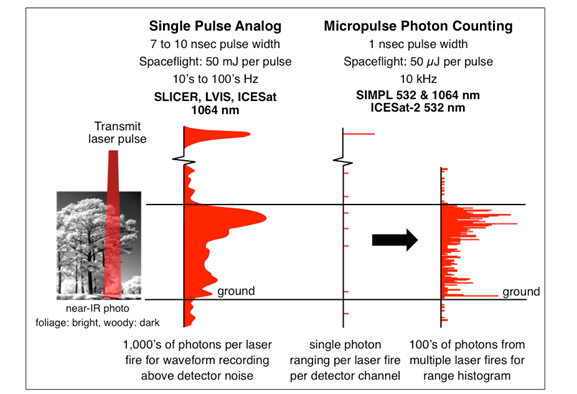 Single Pulse Analog
7 to 10 nsec pulse width
Spaceflight: 50 mJ per pulse
10's to 100's Hz
SLICER, LVIS, ICESat
1064 nm
Micropulse Photon Counting
1 nsec pulse width
Spaceflight: 50 µJ per pulse
10 kHz
SIMPL 532 & 1064 nm
ICESat-2 532 nm
Transmit
laser pulse
ground
ground
near-IR photo
foliage: bright, woody: dark
1,000's of photons per laser
fire for waveform recording
above detector noise
single photon
ranging per laser fire
per detector channel
100's of photons from
multiple laser fires for
range histogram